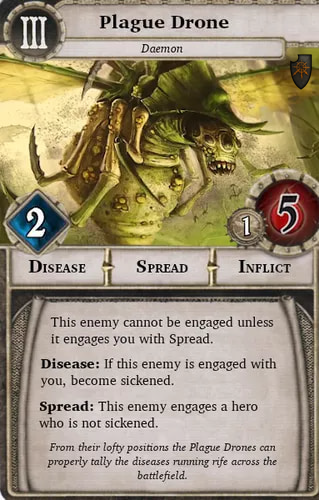 III
Plague Drone
Daemon
2
1
5
Disease
Spread
Inflict
This enemy cannot be engaged unless
it engages you with Spread.
Disease: If this enemy is engaged with
you, become sickened.
Spread: This enemy engages a hero
who is not sickened.
From their lofty positions the Plague Drones can
properly tally the diseases running rife across the
battlefield.